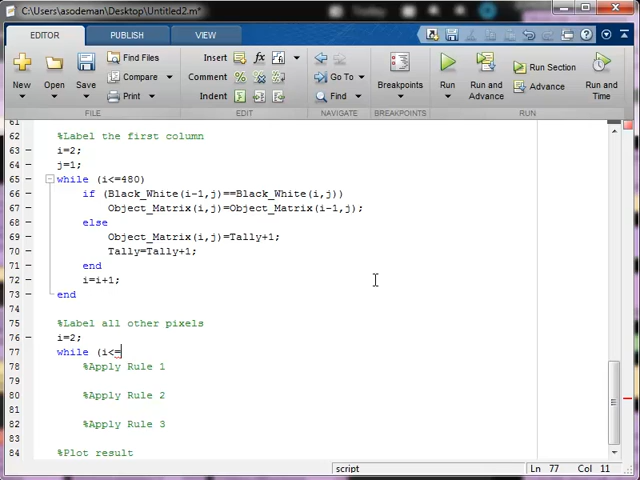 C:\Users\asodeman\Desktop\Untitled2.m*
EDITOR PUBLISH VIEW
New Open Save Find Files Compare Print
Insert Comment Indent
Go To Find
Breakpoints
Run Run and Advance Run Section Advance Run and Time
FILE EDIT NAVIGATE BREAKPOINTS RUN
61
62 %Label the first column
63 i=2;
64 j=1;
65 while (i<=480)
66 if (Black_White(i-1,j)==Black_White(i,j))
67 Object_Matrix(i,j)=Object_Matrix(i-1,j);
68 else
69 Object_Matrix(i,j)=Tally+1;
70 Tally=Tally+1;
71 end
72 i=i+1;
73 end
74
75 %Label all other pixels
76 i=2;
77 while (i<=
78 %Apply Rule 1
79
80 %Apply Rule 2
81
82 %Apply Rule 3
83
84 %Plot result
script Ln 77 Col 11